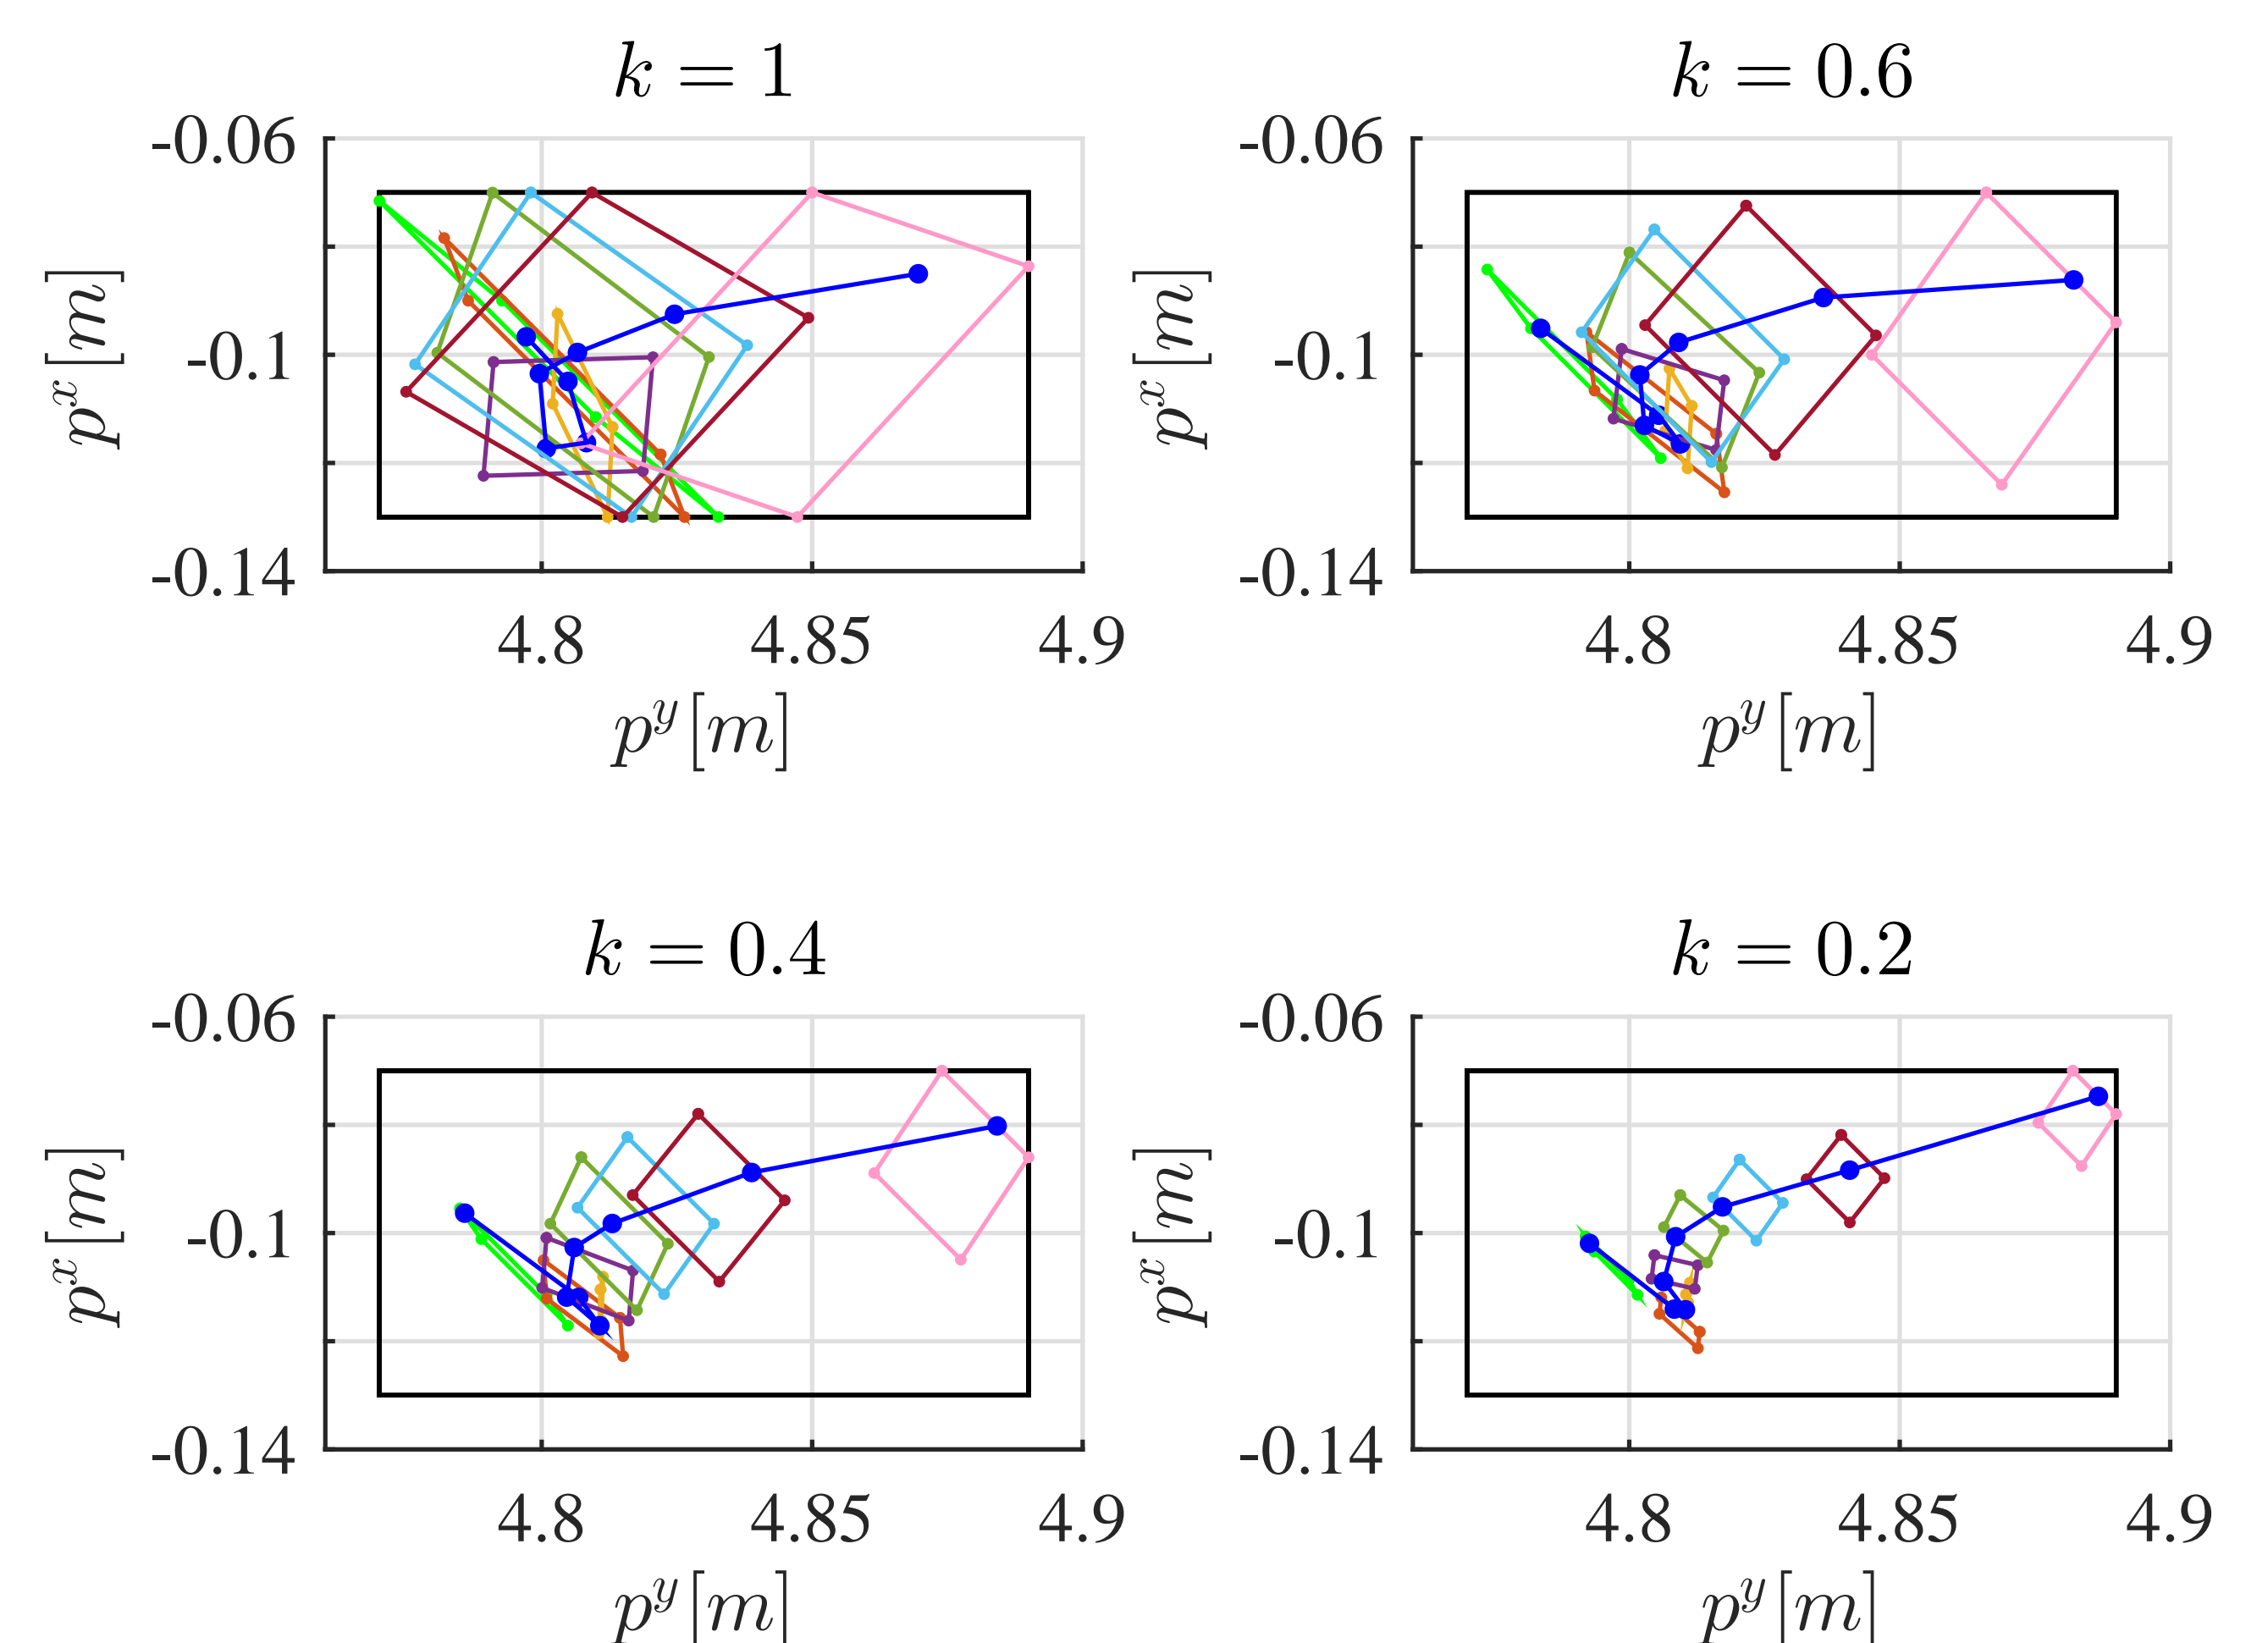 k = 1
-0.06
-0.1
-0.14
p^x [m]
4.8 4.85 4.9
p^y [m]
k = 0.6
-0.06
-0.1
-0.14
p^x [m]
4.8 4.85 4.9
p^y [m]
k = 0.4
-0.06
-0.1
-0.14
p^x [m]
4.8 4.85 4.9
p^y [m]
k = 0.2
-0.06
-0.1
-0.14
p^x [m]
4.8 4.85 4.9
p^y [m]